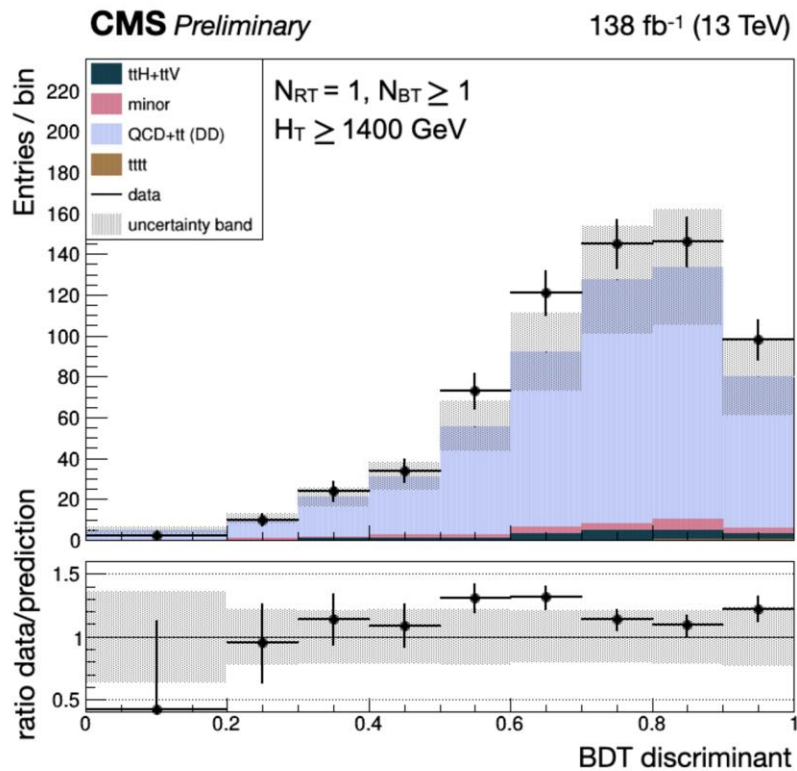 CMS Preliminary 138 fb⁻¹ (13 TeV)
Entries / bin
220
200
180
160
140
120
100
80
60
40
20
0
ttH+ttV
minor
QCD+tt (DD)
tttt
data
uncertainty band
N_RT = 1, N_BT ≥ 1
H_T ≥ 1400 GeV
ratio data/prediction
1.5
1
0.5
0 0.2 0.4 0.6 0.8 1
BDT discriminant